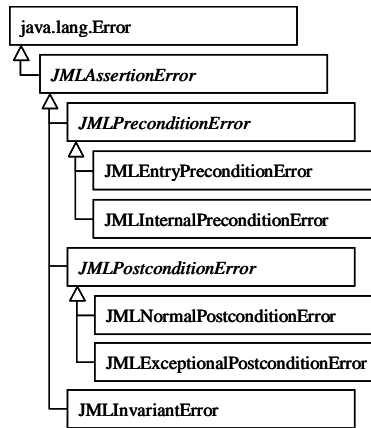 java.lang.Error
JMLAssertionError
JMLPreconditionError
JMLEntryPreconditionError
JMLInternalPreconditionError
JMLPostconditionError
JMLNormalPostconditionError
JMLExceptionalPostconditionError
JMLInvariantError